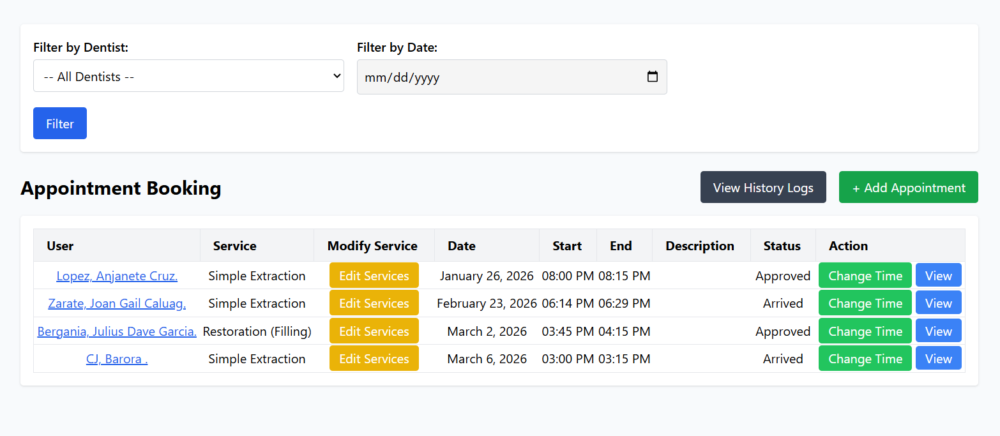 Filter by Dentist: Filter by Date:
-- All Dentists -- mm/dd/yyyy
Filter
Appointment Booking View History Logs + Add Appointment
User Service Modify Service Date Start End Description Status Action
Lopez, Anjanete Cruz. Simple Extraction Edit Services January 26, 2026 08:00 PM 08:15 PM Approved Change Time View
Zarate, Joan Gail Caluag. Simple Extraction Edit Services February 23, 2026 06:14 PM 06:29 PM Arrived Change Time View
Bergania, Julius Dave Garcia. Restoration (Filling) Edit Services March 2, 2026 03:45 PM 04:15 PM Approved Change Time View
CJ, Barora . Simple Extraction Edit Services March 6, 2026 03:00 PM 03:15 PM Arrived Change Time View